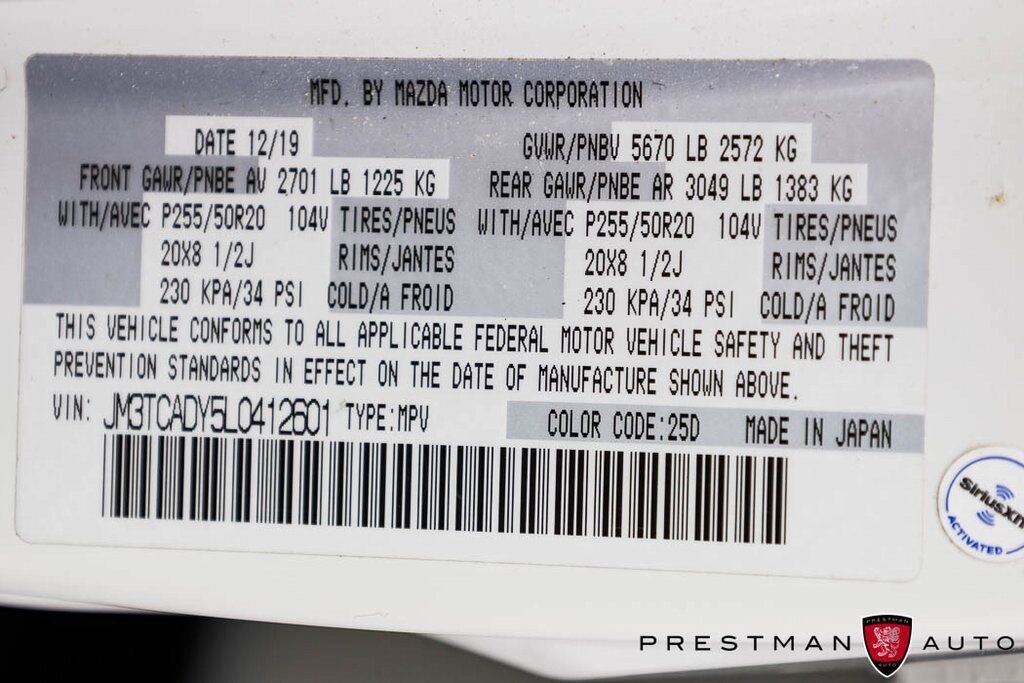 MFD. BY MAZDA MOTOR CORPORATION
DATE 12/19 GVWR/PNBV 5670 LB 2572 KG
FRONT GAWR/PNBE AV 2701 LB 1225 KG REAR GAWR/PNBE AR 3049 LB 1383 KG
WITH/AVEC P255/50R20 104V TIRES/PNEUS WITH/AVEC P255/50R20 104V TIRES/PNEUS
20X8 1/2J RIMS/JANTES 20X8 1/2J RIMS/JANTES
230 KPA/34 PSI COLD/A FROID 230 KPA/34 PSI COLD/A FROID
THIS VEHICLE CONFORMS TO ALL APPLICABLE FEDERAL MOTOR VEHICLE SAFETY AND THEFT
PREVENTION STANDARDS IN EFFECT ON THE DATE OF MANUFACTURE SHOWN ABOVE.
VIN: JM3TCADY5L0412601 TYPE:MPV COLOR CODE:25D MADE IN JAPAN
SiriusXM
ACTIVATED
PRESTMAN AUTO
PRESTMAN
AUTO